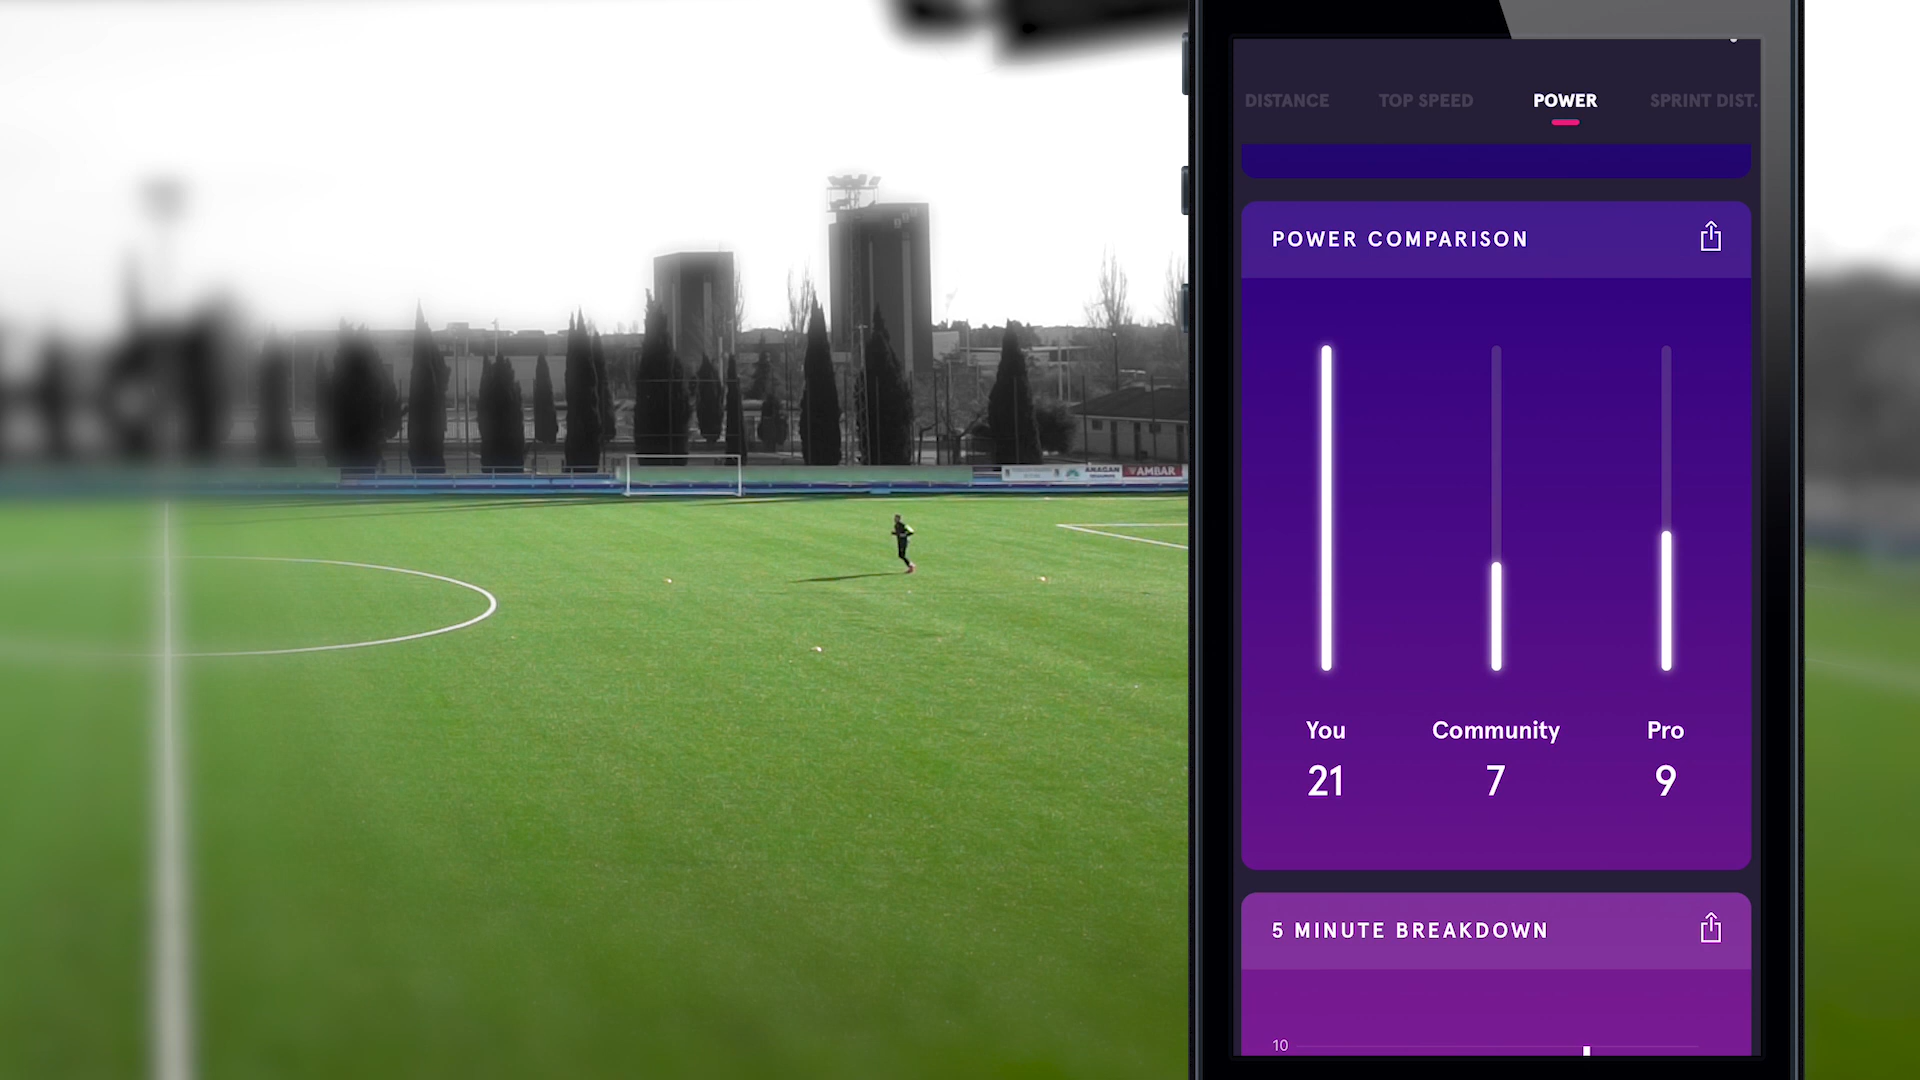 DISTANCE TOP SPEED POWER SPRINT DIST.
POWER COMPARISON
You Community Pro
21 7 9
5 MINUTE BREAKDOWN
10
ANAGAN
AMBAR